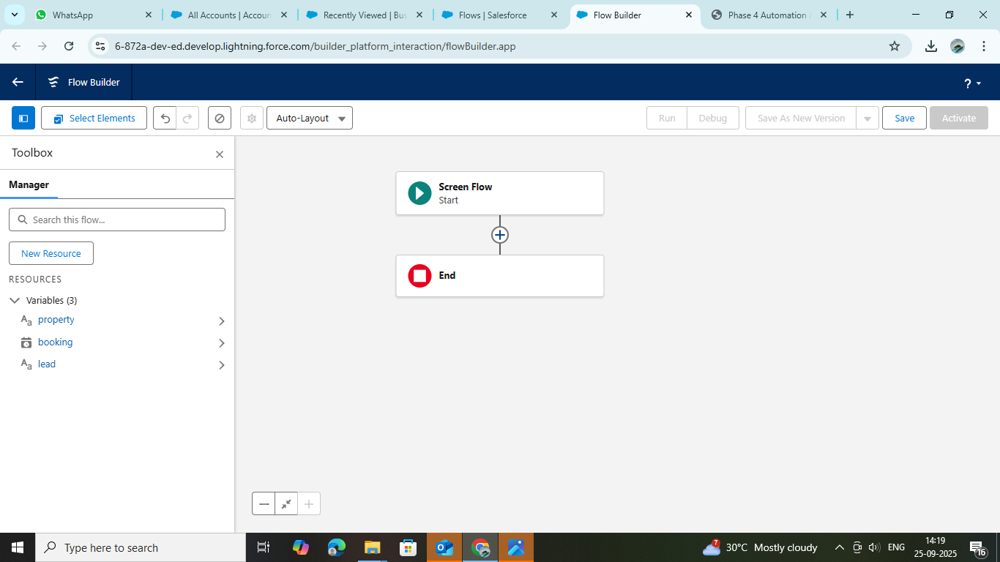 WhatsApp
All Accounts | Accoun
Recently Viewed | Bus
Flows | Salesforce
Flow Builder
Phase 4 Automation
6-872a-dev-ed.develop.lightning.force.com/builder_platform_interaction/flowBuilder.app
Flow Builder
?
Select Elements
Auto-Layout
Run
Debug
Save As New Version
Save
Activate
Toolbox
Manager
Search this flow...
New Resource
RESOURCES
Variables (3)
Aa property
booking
Aa lead
Screen Flow
Start
End
Type here to search
7
30°C Mostly cloudy
ENG
14:19
25-09-2025
16